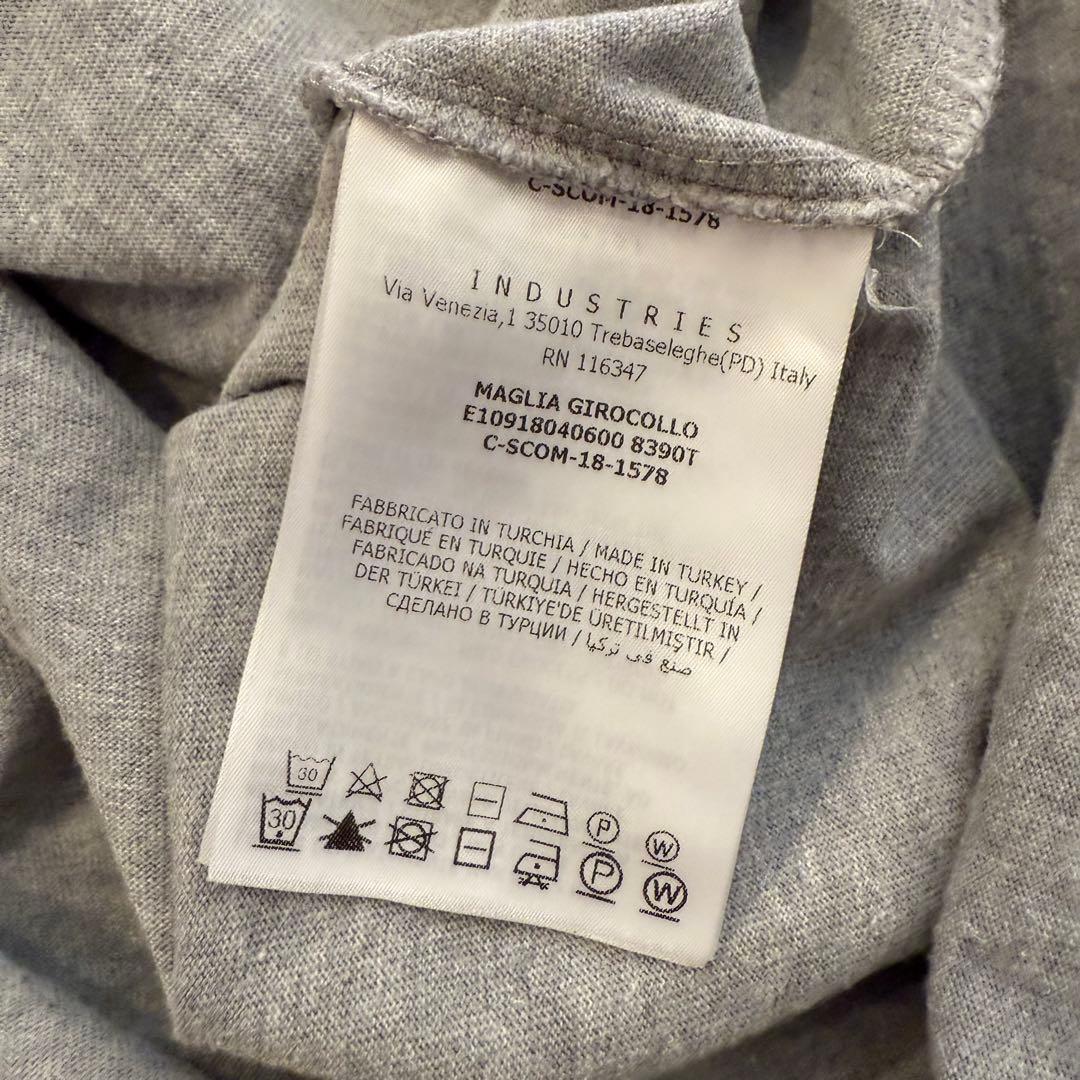 C-SCOM-18-1578
INDUSTRIES
Via Venezia,1 35010 Trebaseleghe(PD) Italy
RN 116347
MAGLIA GIROCOLLO
E10918040600 8390T
C-SCOM-18-1578
FABBRICATO IN TURCHIA / MADE IN TURKEY /
FABRIQUÉ EN TURQUIE / HECHO EN TURQUÍA /
FABRICADO NA TURQUIA / HERGESTELLT IN
DER TÜRKEI / TÜRKIYE'DE ÜRETILMIŞTIR /
СДЕЛАНО В ТУРЦИИ / صنع في تركيا
30 P W
30 P W